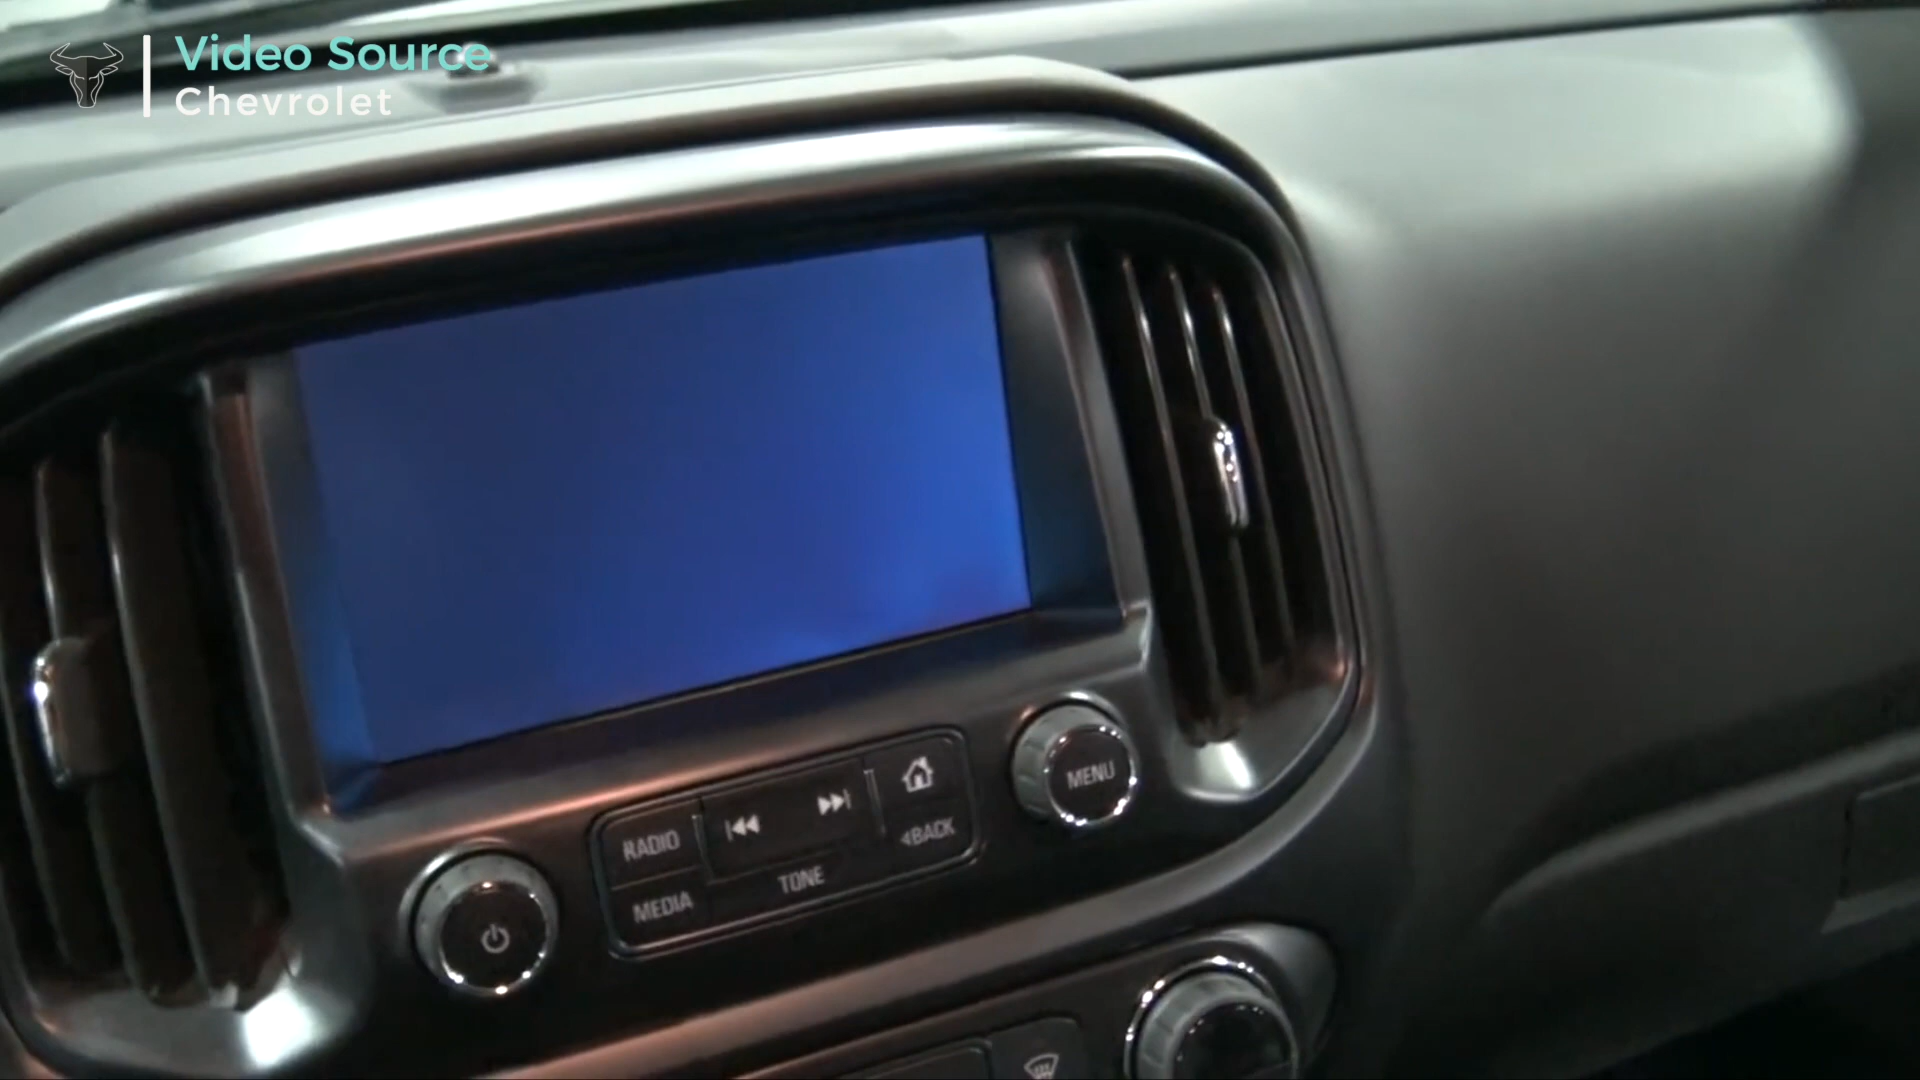 Video Source
Chevrolet
MENU
RADIO
BACK
TONE
MEDIA